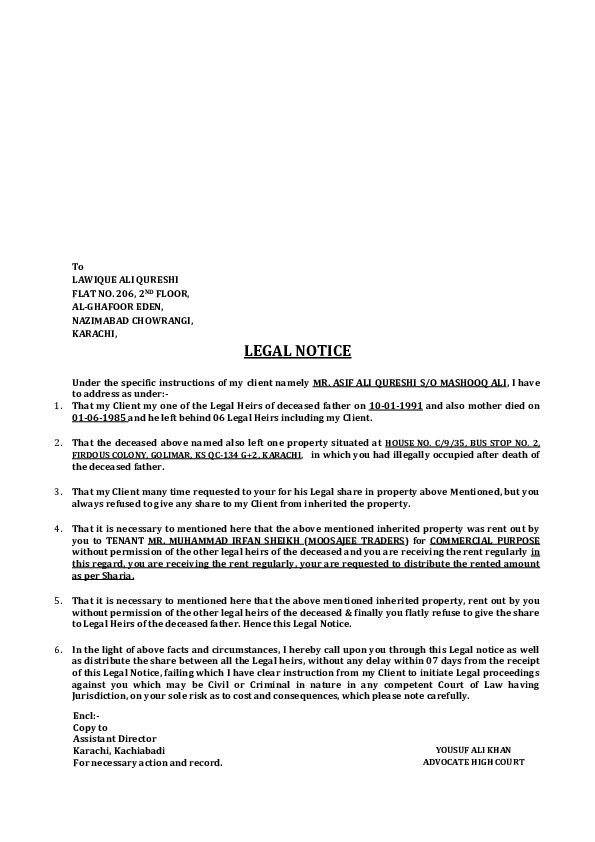 To
LAWIQUE ALI QURESHI
FLAT NO. 206, 2ND FLOOR,
AL-GHAFOOR EDEN,
NAZIMABAD CHOWRANGI,
KARACHI,
LEGAL NOTICE
Under the specific instructions of my client namely MR. ASIF ALI QURESHI S/O MASHOOQ ALI, I have
to address as under:-
1. That my Client my one of the Legal Heirs of deceased father on 10-01-1991 and also mother died on
01-06-1985 and he left behind 06 Legal Heirs including my Client.
2. That the deceased above named also left one property situated at HOUSE NO. C/9/35, BUS STOP NO. 2,
FIRDOUS COLONY, GOLIMAR, KS QC-134 G+2, KARACHI, in which you had illegally occupied after death of
the deceased father.
3. That my Client many time requested to your for his Legal share in property above Mentioned, but you
always refused to give any share to my Client from inherited the property.
4. That it is necessary to mentioned here that the above mentioned inherited property was rent out by
you to TENANT MR. MUHAMMAD IRFAN SHEIKH (MOOSAJEE TRADERS) for COMMERCIAL PURPOSE
without permission of the other legal heirs of the deceased and you are receiving the rent regularly in
this regard, you are receiving the rent regularly, your are requested to distribute the rented amount
as per Sharia.
5. That it is necessary to mentioned here that the above mentioned inherited property, rent out by you
without permission of the other legal heirs of the deceased & finally you flatly refuse to give the share
to Legal Heirs of the deceased father. Hence this Legal Notice.
6. In the light of above facts and circumstances, I hereby call upon you through this Legal notice as well
as distribute the share between all the Legal heirs, without any delay within 07 days from the receipt
of this Legal Notice, failing which I have clear instruction from my Client to initiate Legal proceedings
against you which may be Civil or Criminal in nature in any competent Court of Law having
Jurisdiction, on your sole risk as to cost and consequences, which please note carefully.
Encl:-
Copy to
Assistant Director
Karachi, Kachiabadi
For necessary action and record.
YOUSUF ALI KHAN
ADVOCATE HIGH COURT